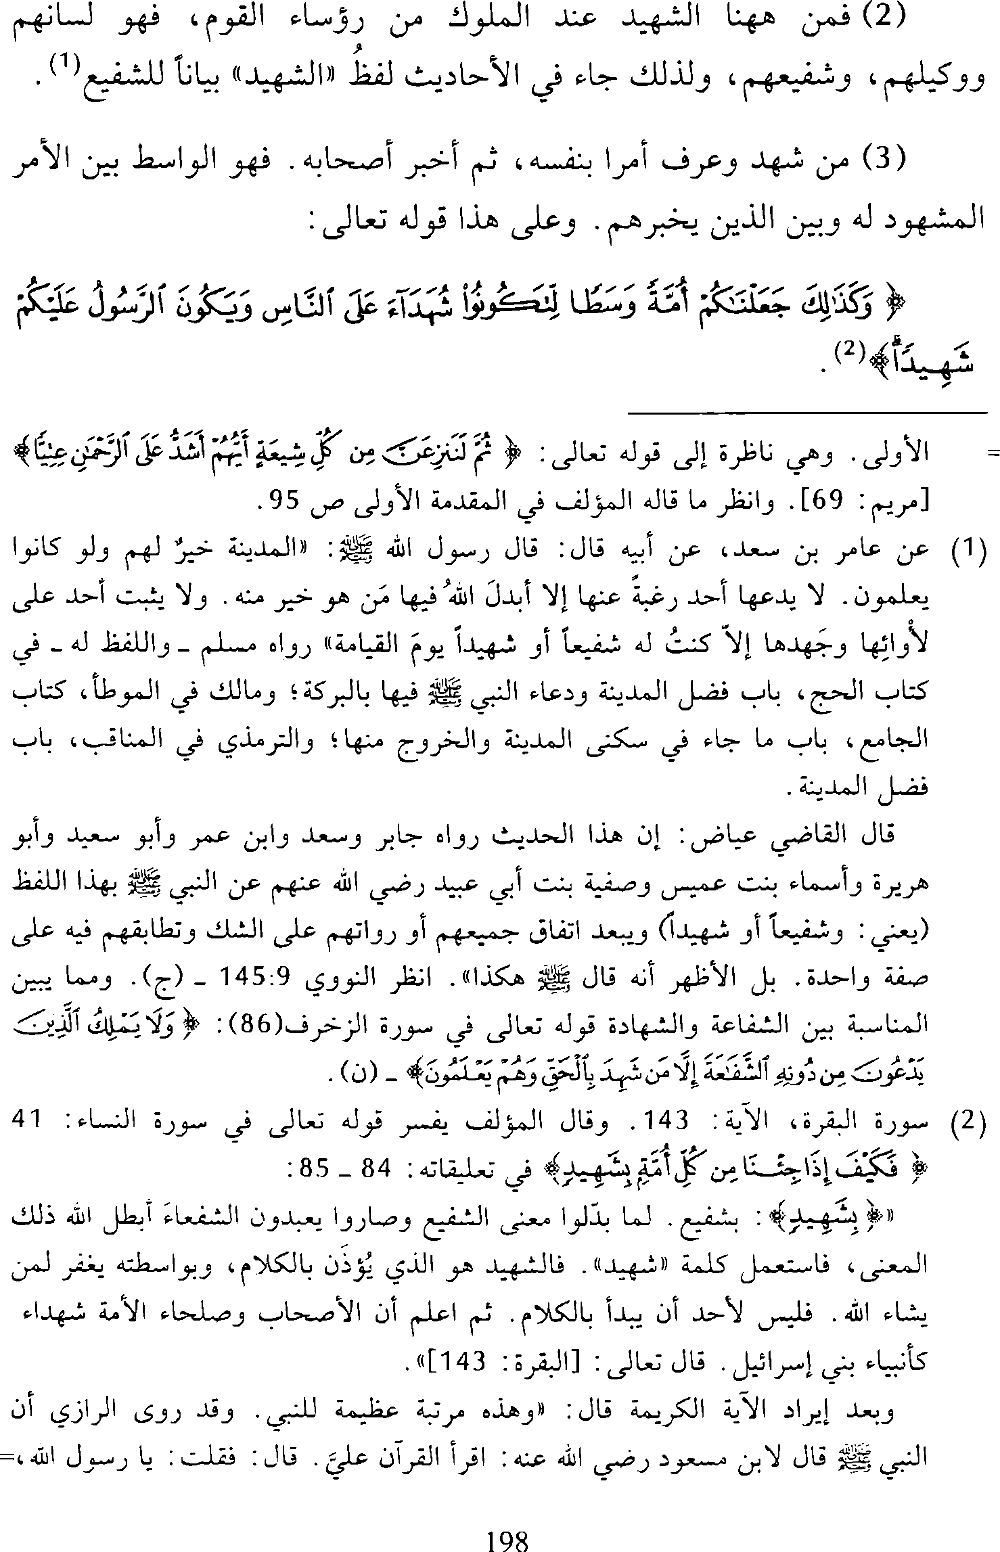 (2) فمن ههنا الشهيد عند الملوك من رؤساء القوم، فهو لسانهم
ووكيلهم، وشفيعهم، ولذلك جاء في الأحاديث لفظُ «الشهيد» بياناً للشفيع(1).
(3) من شهد وعرف أمرا بنفسه، ثم أخبر أصحابه. فهو الواسط بين الأمر
المشهود له وبين الذين يخبرهم. وعلى هذا قوله تعالى:
﴿ وَكَذَٰلِكَ جَعَلْنَٰكُمْ أُمَّةً وَسَطًا لِّتَكُونُوا۟ شُهَدَآءَ عَلَى ٱلنَّاسِ وَيَكُونَ ٱلرَّسُولُ عَلَيْكُمْ
شَهِيدًاۗ﴾(2).
= الأولى. وهي ناظرة إلى قوله تعالى: ﴿ ثُمَّ لَنَنزِعَنَّ مِن كُلِّ شِيعَةٍ أَيُّهُمْ أَشَدُّ عَلَى ٱلرَّحْمَٰنِ عِتِيًّا﴾
[مريم: 69]. وانظر ما قاله المؤلف في المقدمة الأولى ص 95.
(1) عن عامر بن سعد، عن أبيه قال: قال رسول الله ﷺ: «المدينة خيرٌ لهم ولو كانوا
يعلمون. لا يدعها أحد رغبةً عنها إلا أبدلَ اللهُ فيها مَن هو خير منه. ولا يثبت أحد على
لأوائِها وجَهدها إلاّ كنتُ له شفيعاً أو شهيداً يومَ القيامة» رواه مسلم ـ واللفظ له ـ في
كتاب الحج، باب فضل المدينة ودعاء النبي ﷺ فيها بالبركة؛ ومالك في الموطأ، كتاب
الجامع، باب ما جاء في سكنى المدينة والخروج منها؛ والترمذي في المناقب، باب
فضل المدينة.
قال القاضي عياض: إن هذا الحديث رواه جابر وسعد وابن عمر وأبو سعيد وأبو
هريرة وأسماء بنت عميس وصفية بنت أبي عبيد رضي الله عنهم عن النبي ﷺ بهذا اللفظ
(يعني: وشفيعاً أو شهيداً) ويبعد اتفاق جميعهم أو رواتهم على الشك وتطابقهم فيه على
صفة واحدة. بل الأظهر أنه قال ﷺ هكذا». انظر النووي 145:9 ـ (ج). ومما يبين
المناسبة بين الشفاعة والشهادة قوله تعالى في سورة الزخرف(86): ﴿ وَلَا يَمْلِكُ ٱلَّذِينَ
يَدْعُونَ مِن دُونِهِ ٱلشَّفَٰعَةَ إِلَّا مَن شَهِدَ بِٱلْحَقِّ وَهُمْ يَعْلَمُونَ﴾ ـ (ن).
(2) سورة البقرة، الآية: 143. وقال المؤلف يفسر قوله تعالى في سورة النساء: 41
﴿ فَكَيْفَ إِذَا جِئْنَا مِن كُلِّ أُمَّةٍ بِشَهِيدٍ﴾ في تعليقاته: 84 ـ 85:
«﴿ بِشَهِيدٍ﴾: بشفيع. لما بدّلوا معنى الشفيع وصاروا يعبدون الشفعاءَ أبطل الله ذلك
المعنى، فاستعمل كلمة «شهيد». فالشهيد هو الذي يُؤذَن بالكلام، وبواسطته يغفر لمن
يشاء الله. فليس لأحد أن يبدأ بالكلام. ثم اعلم أن الأصحاب وصلحاء الأمة شهداء
كأنبياء بني إسرائيل. قال تعالى: [البقرة: 143]».
وبعد إيراد الآية الكريمة قال: «وهذه مرتبة عظيمة للنبي. وقد روى الرازي أن
النبي ﷺ قال لابن مسعود رضي الله عنه: اقرأ القرآن عليَّ. قال: فقلت: يا رسول الله،=
198